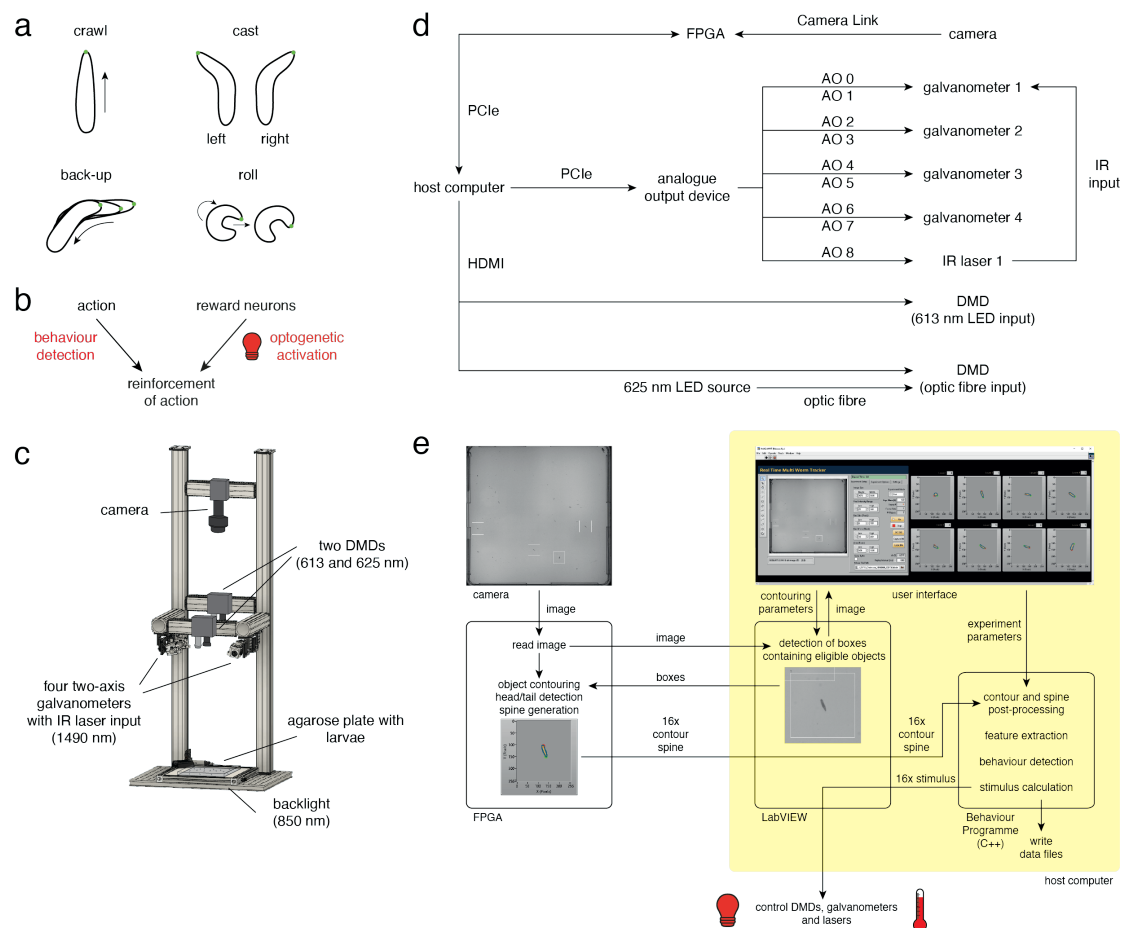 a
crawl
cast
left
right
back-up
roll
b
action
reward neurons
behaviour
detection
optogenetic
activation
reinforcement
of action
c
camera
two DMDs
(613 and 625 nm)
four two-axis
galvanometers
with IR laser input
(1490 nm)
agarose plate with
larvae
backlight
(850 nm)
d
Camera Link
FPGA
camera
PCIe
AO 0
AO 1
galvanometer 1
AO 2
AO 3
galvanometer 2
host computer
PCIe
analogue
output device
AO 4
AO 5
galvanometer 3
IR
input
AO 6
AO 7
galvanometer 4
HDMI
AO 8
IR laser 1
DMD
(613 nm LED input)
DMD
(optic fibre input)
625 nm LED source
optic fibre
e
camera
image
read image
object contouring
head/tail detection
spine generation
FPGA
image
boxes
16x
contour
spine
Real Time Multi Worm Tracker
contouring
parameters
image
user interface
detection of boxes
containing eligible objects
LabVIEW
experiment
parameters
16x
contour
spine
16x stimulus
contour and spine
post-processing
feature extraction
behaviour detection
stimulus calculation
Behaviour
Programme
(C++)
write
data files
host computer
control DMDs, galvanometers
and lasers